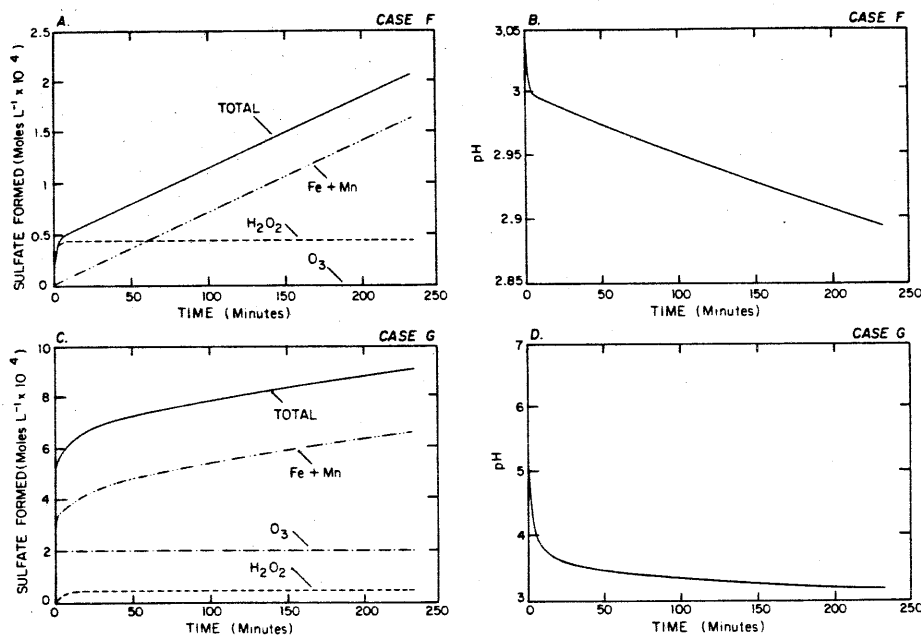 A.
CASE F
SULFATE FORMED (Moles L⁻¹ x 10⁴)
2.5
2
1.5
1
0.5
0
TOTAL
Fe + Mn
H₂O₂
O₃
0
50
100
150
200
250
TIME (Minutes)
B.
CASE F
pH
3.05
3
2.95
2.9
2.85
0
50
100
150
200
250
TIME (Minutes)
C.
CASE G
SULFATE FORMED (Moles L⁻¹ x 10⁴)
10
8
6
4
2
0
TOTAL
Fe + Mn
O₃
H₂O₂
0
50
100
150
200
250
TIME (Minutes)
D.
CASE G
pH
7
6
5
4
3
0
50
100
150
200
250
TIME (Minutes)